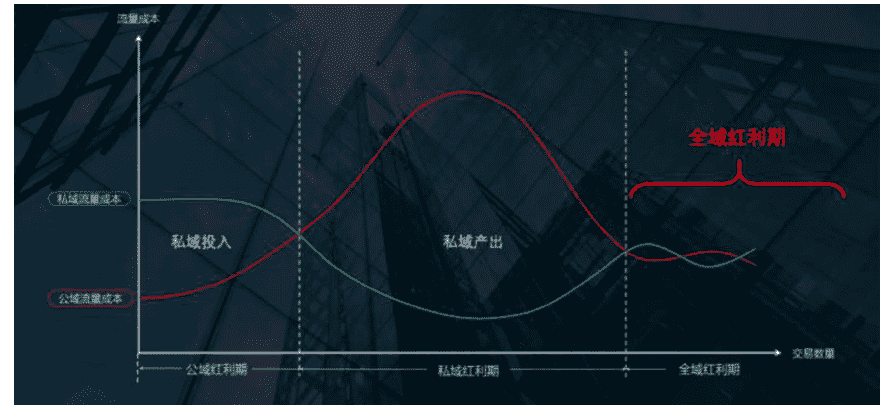 流量成本
全域红利期
私域流量成本
私域投入
私域产出
公域流量成本
交易数量
公域红利期
私域红利期
全域红利期